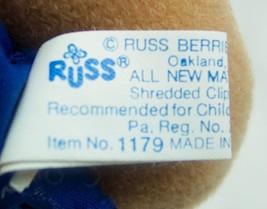 © RUSS BERRIE
RUSS® Oakland,
ALL NEW MA
Shredded Clip
Recommended for Child
Pa. Reg. No.
Item No. 1179 MADE IN